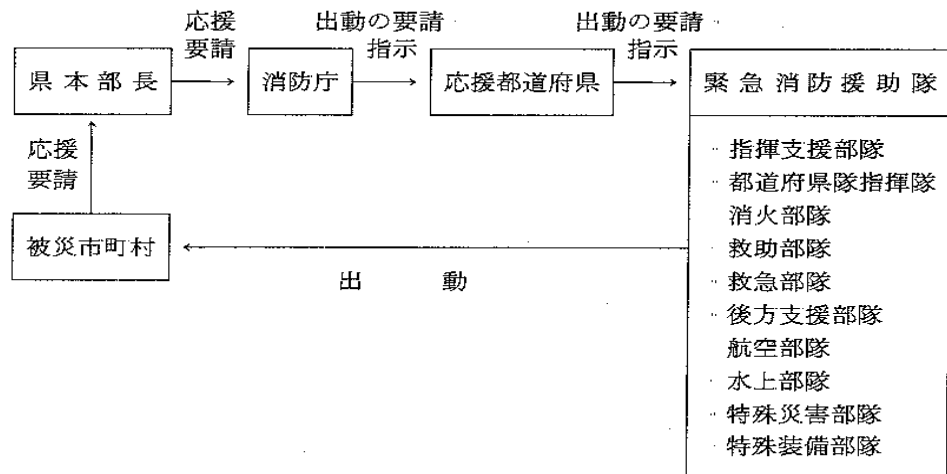 応援
要請
出動の要請
指示
出動の要請
指示
県本部長
消防庁
応援都道府県
緊急消防援助隊
応援
要請
被災市町村
出動
・指揮支援部隊
・都道府県隊指揮隊
消火部隊
・救助部隊
・救急部隊
・後方支援部隊
航空部隊
・水上部隊
・特殊災害部隊
・特殊装備部隊